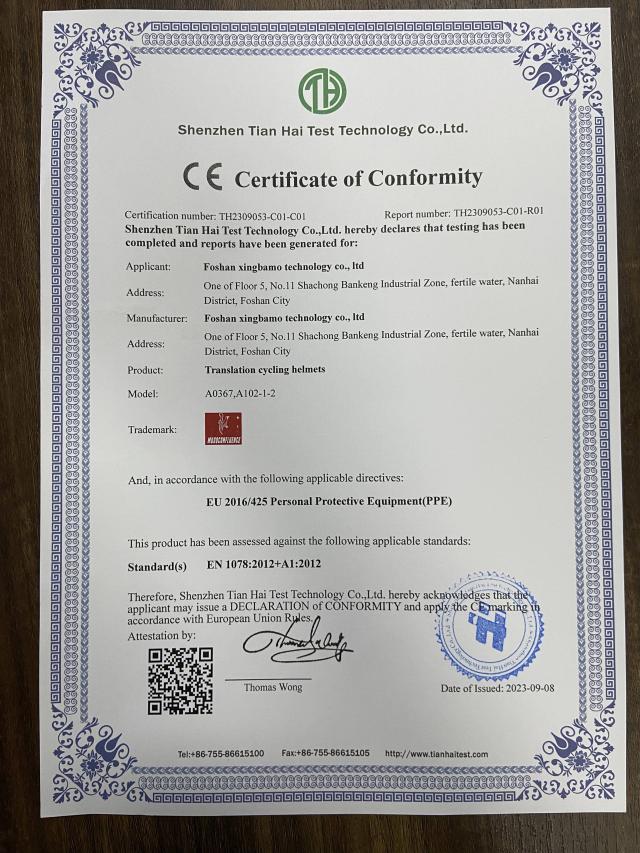 TH
Shenzhen Tian Hai Test Technology Co.,Ltd.
CE Certificate of Conformity
Certification number: TH2309053-C01-C01 Report number: TH2309053-C01-R01
Shenzhen Tian Hai Test Technology Co.,Ltd. hereby declares that testing has been
completed and reports have been generated for:
Applicant: Foshan xingbamo technology co., ltd
Address: One of Floor 5, No.11 Shachong Bankeng Industrial Zone, fertile water, Nanhai
District, Foshan City
Manufacturer: Foshan xingbamo technology co., ltd
Address: One of Floor 5, No.11 Shachong Bankeng Industrial Zone, fertile water, Nanhai
District, Foshan City
Product: Translation cycling helmets
Model: A0367,A102-1-2
Trademark: MOROCONFLUENCE
And, in accordance with the following applicable directives:
EU 2016/425 Personal Protective Equipment(PPE)
This product has been assessed against the following applicable standards:
Standard(s) EN 1078:2012+A1:2012
Therefore, Shenzhen Tian Hai Test Technology Co.,Ltd. hereby acknowledges that the
applicant may issue a DECLARATION of CONFORMITY and apply the CE marking in
accordance with European Union Rules.
Attestation by:
Thomas Wong
Date of Issued: 2023-09-08
Tel:+86-755-86615100 Fax:+86-755-86615105 http://www.tianhaitest.com